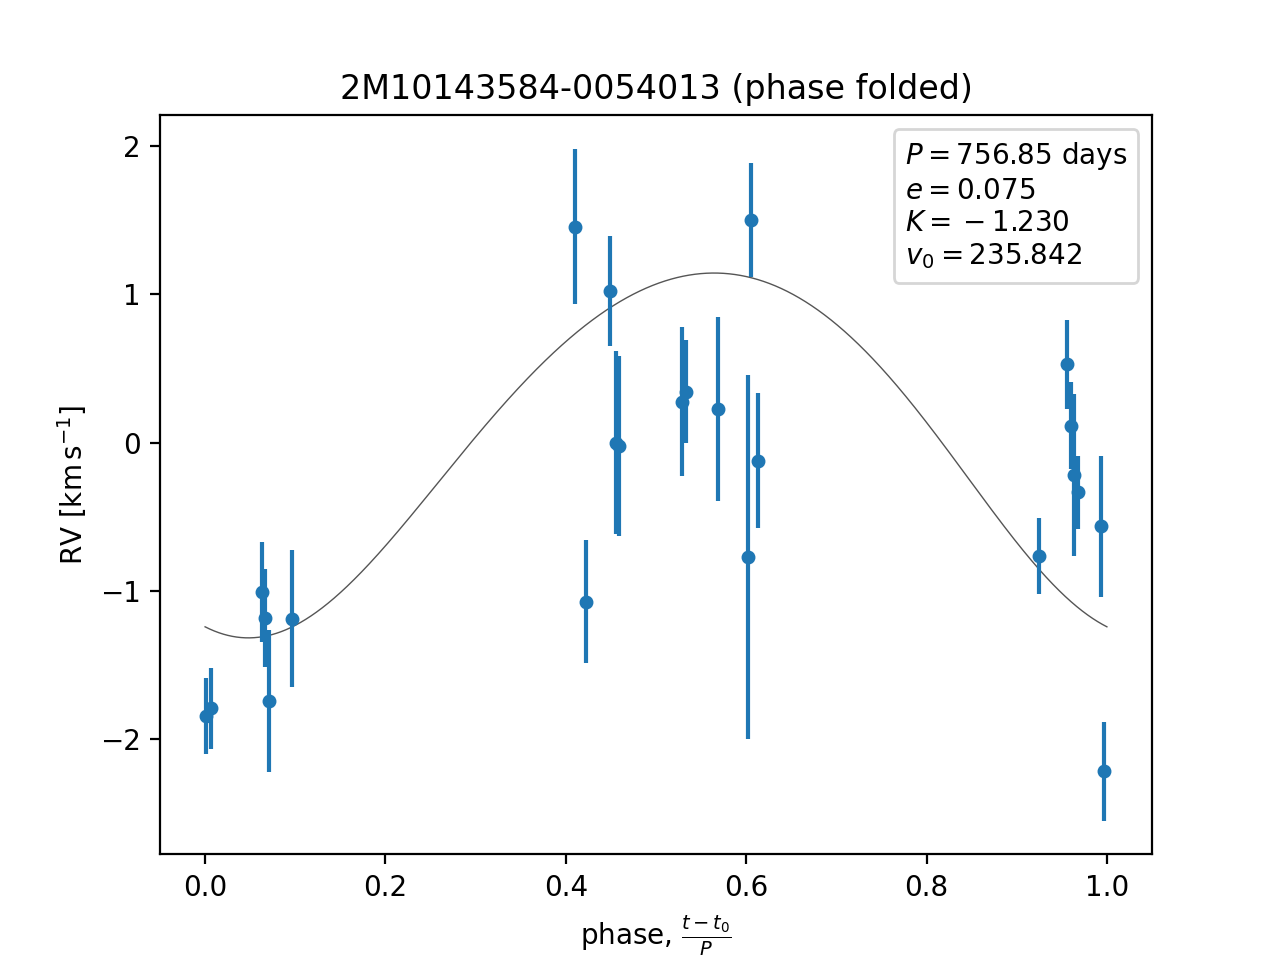 2M10143584-0054013 (phase folded)
P = 756.85 days
e = 0.075
K = −1.230
v₀ = 235.842
RV [km s⁻¹]
2
1
0
−1
−2
0.0 0.2 0.4 0.6 0.8 1.0
phase, (t − t₀)/P